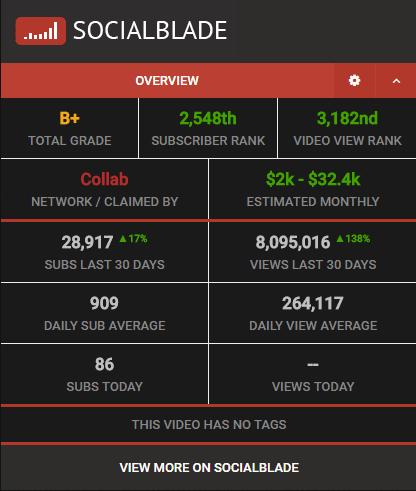 SOCIALBLADE
OVERVIEW
B+ 2,548th 3,182nd
TOTAL GRADE SUBSCRIBER RANK VIDEO VIEW RANK
Collab $2k - $32.4k
NETWORK / CLAIMED BY ESTIMATED MONTHLY
28,917 ▲17% 8,095,016 ▲138%
SUBS LAST 30 DAYS VIEWS LAST 30 DAYS
909 264,117
DAILY SUB AVERAGE DAILY VIEW AVERAGE
86 --
SUBS TODAY VIEWS TODAY
THIS VIDEO HAS NO TAGS
VIEW MORE ON SOCIALBLADE